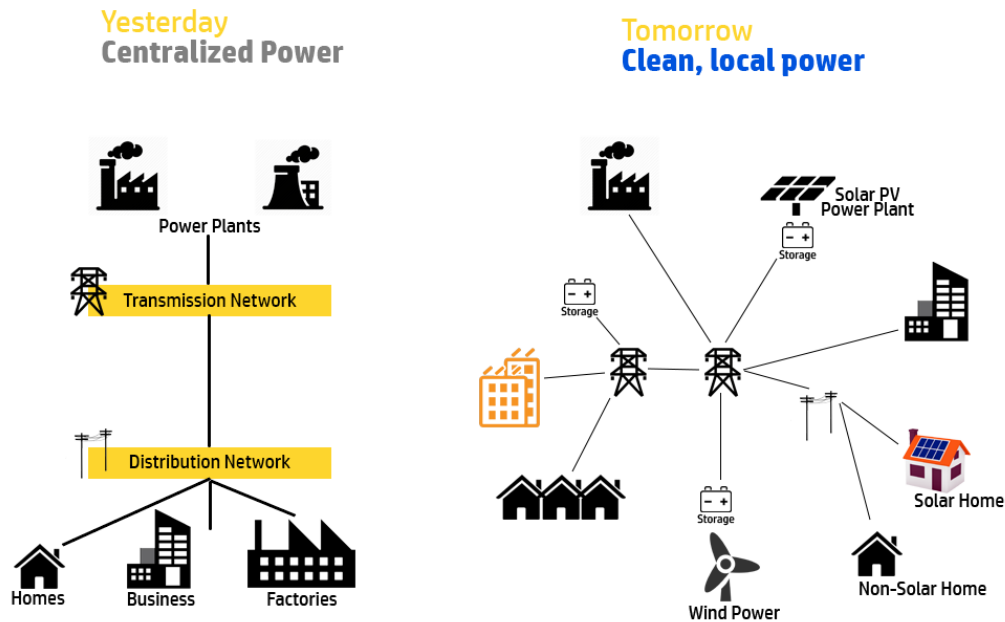 Yesterday
Centralized Power
Power Plants
Transmission Network
Distribution Network
Homes
Business
Factories
Tomorrow
Clean, local power
Solar PV
Power Plant
Storage
Storage
Storage
Solar Home
Non-Solar Home
Wind Power